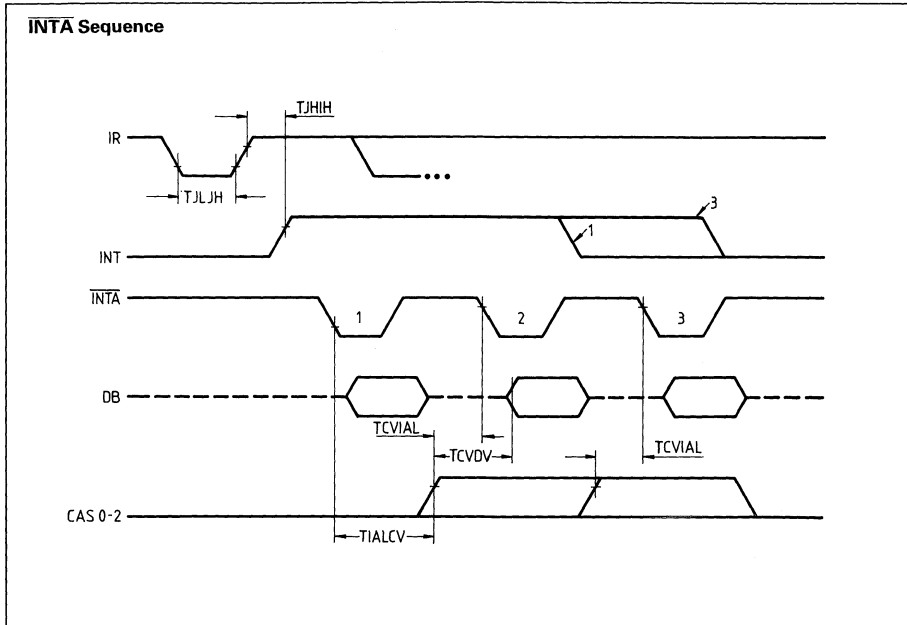 INTA Sequence
TJHIH
IR
TJLJH
...
3
1
INT
INTA
1 2 3
DB
TCVIAL
TCVDV
TCVIAL
CAS 0-2
TIALCV